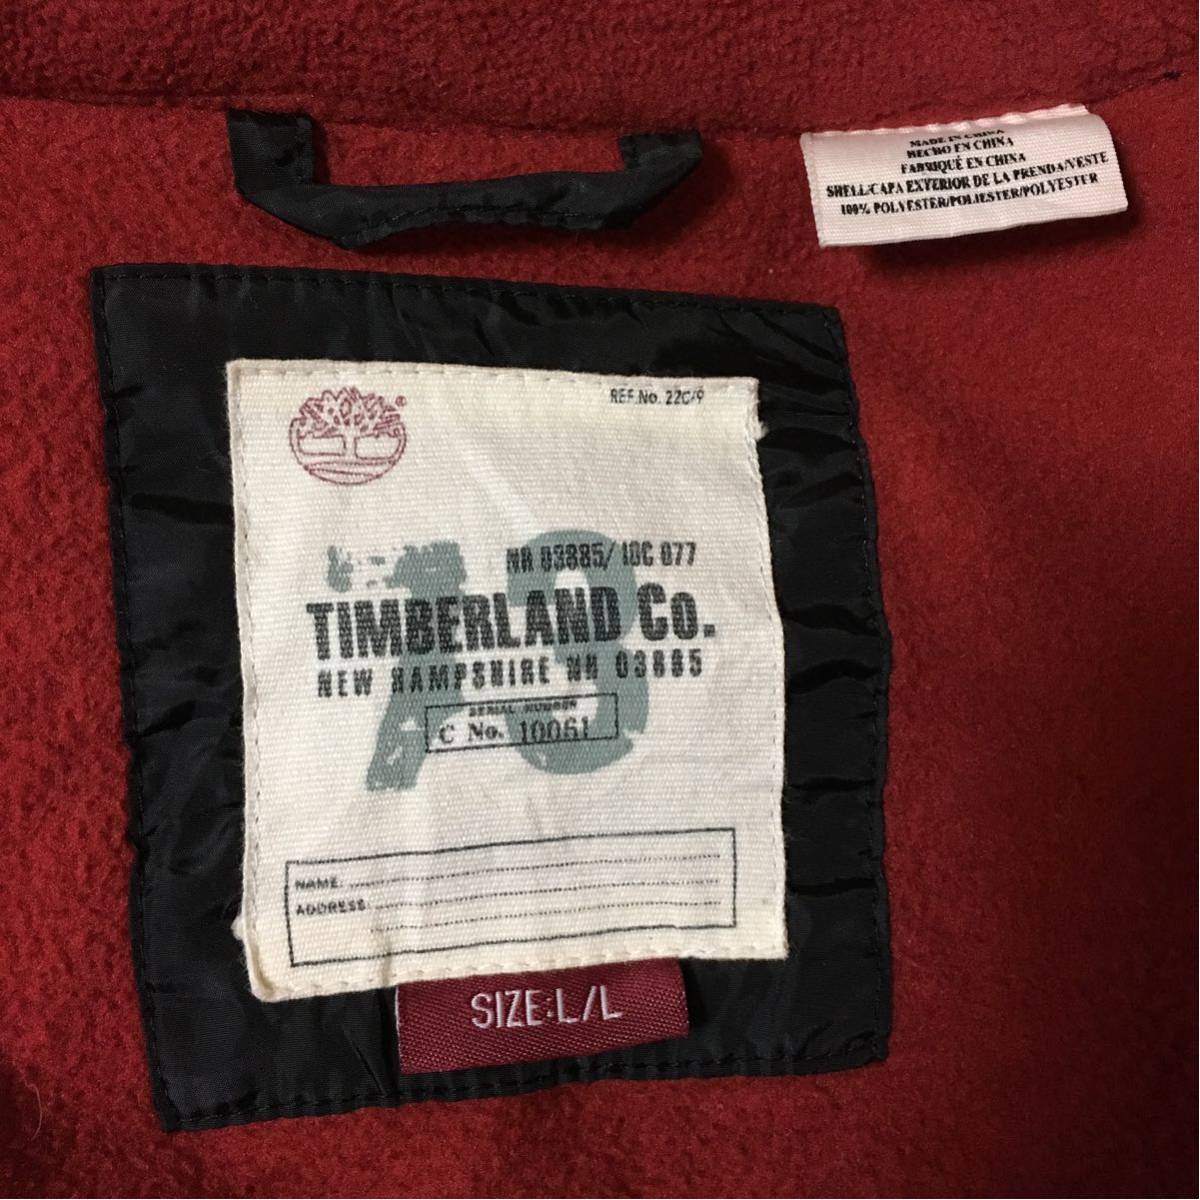 MADE IN CHINA
HECHO EN CHINA
FABRIQUÉ EN CHINA
SHELL/CAPA EXTERIOR DE LA PRENDA/VESTE
100% POLYESTER/POLIESTER/POLYESTER
®
REF.No. 22C/9
73
NH 03885/ IOC 077
TIMBERLAND Co.
NEW HAMPSHIRE NH 03885
SERIAL NUMBER
C No. 10061
NAME:
ADDRESS:
SIZE:L/L